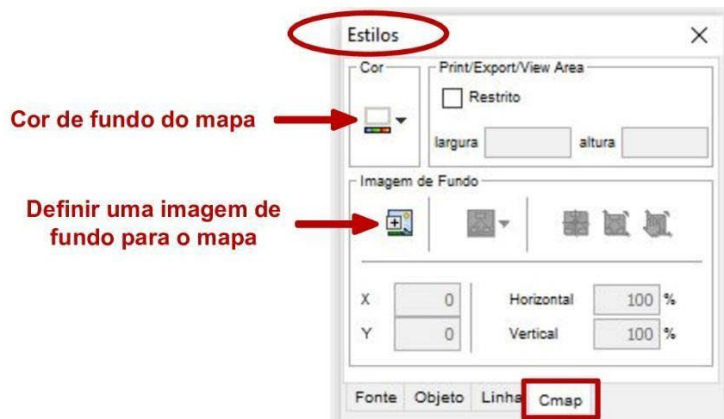 Estilos
Cor
Print/Export/View Area
Restrito
Cor de fundo do mapa
largura
altura
Imagem de Fundo
Definir uma imagem de
fundo para o mapa
X 0 Horizontal 100 %
Y 0 Vertical 100 %
Fonte Objeto Linha Cmap